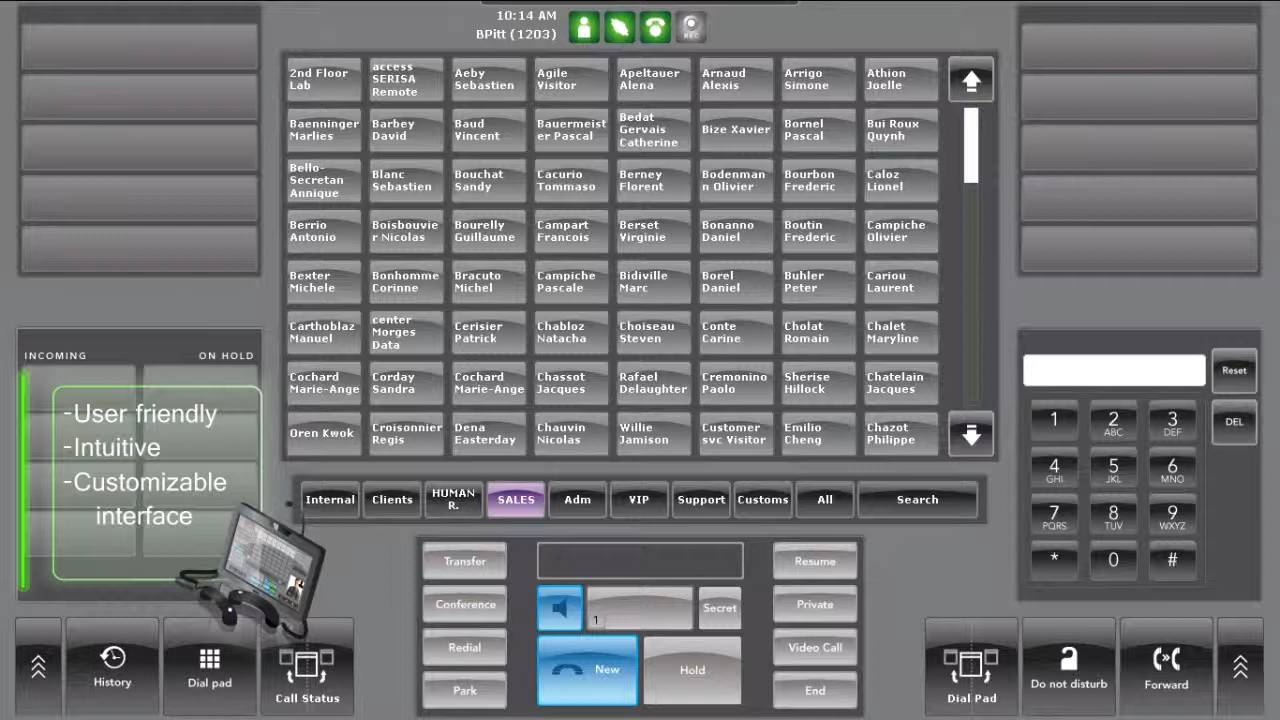 10:14 AM
BPitt (1203)
REC
2nd Floor
Lab
access
SERISA
Remote
Aeby
Sebastien
Agile
Visitor
Apeltauer
Alena
Arnaud
Alexis
Arrigo
Simone
Athion
Joelle
Baenninger
Marlies
Barbey
David
Baud
Vincent
Bauermeist
er Pascal
Bedat
Gervais
Catherine
Bize Xavier
Bornel
Pascal
Bui Roux
Quynh
Bello-
Secretan
Annique
Blanc
Sebastien
Bouchat
Sandy
Cacurio
Tommaso
Berney
Florent
Bodenman
n Olivier
Bourbon
Frederic
Caloz
Lionel
Berrio
Antonio
Boisbouvie
r Nicolas
Bourelly
Guillaume
Campart
Francois
Berset
Virginie
Bonanno
Daniel
Boutin
Frederic
Campiche
Olivier
Bexter
Michele
Bonhomme
Corinne
Bracuto
Michel
Campiche
Pascale
Bidiville
Marc
Borel
Daniel
Buhler
Peter
Cariou
Laurent
Carthoblaz
Manuel
center
Morges
Data
Cerisier
Patrick
Chabloz
Natacha
Choiseau
Steven
Conte
Carine
Cholat
Romain
Chalet
Maryline
Cochard
Marie-Ange
Corday
Sandra
Cochard
Marie-Ange
Chassot
Jacques
Rafael
Delaughter
Cremonino
Paolo
Sherise
Hillock
Chatelain
Jacques
Oren Kwok
Croisonnier
Regis
Dena
Easterday
Chauvin
Nicolas
Willie
Jamison
Customer
svc Visitor
Emilio
Cheng
Chazot
Philippe
INCOMING
ON HOLD
-User friendly
-Intuitive
-Customizable
interface
Internal
Clients
HUMAN
R.
SALES
Adm
VIP
Support
Customs
All
Search
Reset
DEL
1
2
ABC
3
DEF
4
GHI
5
JKL
6
MNO
7
PQRS
8
TUV
9
WXYZ
*
0
#
Transfer
Conference
Redial
Park
1
Secret
New
Hold
Resume
Private
Video Call
End
History
Dial pad
Call Status
Dial Pad
Do not disturb
Forward